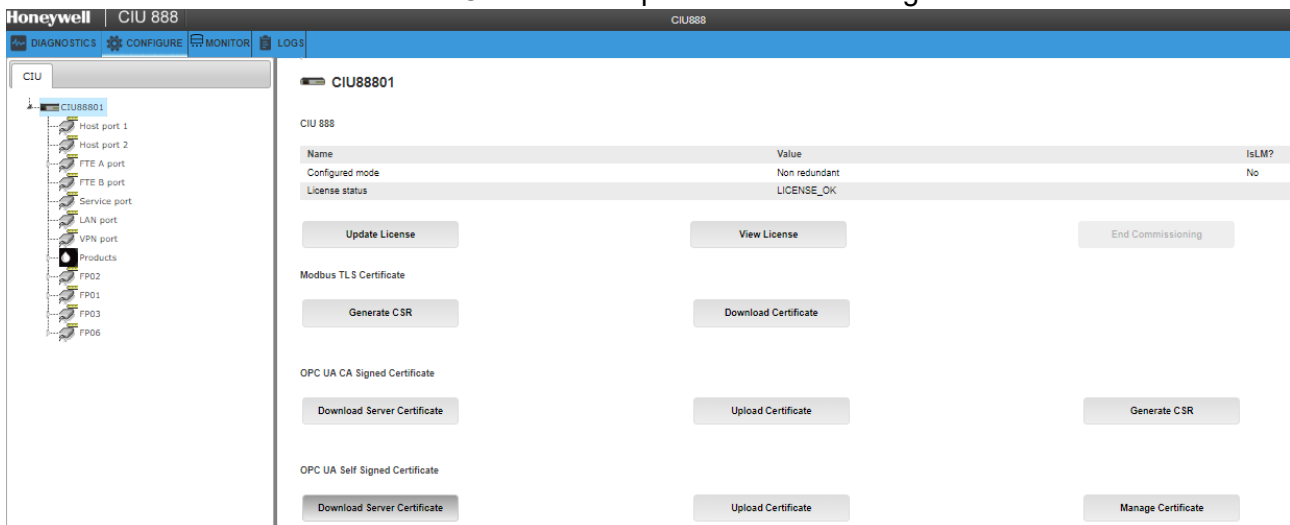 Honeywell CIU 888 CIU888
DIAGNOSTICS CONFIGURE MONITOR LOGS
CIU
CIU88801
Host port 1
Host port 2
FTE A port
FTE B port
Service port
LAN port
VPN port
Products
FP02
FP01
FP03
FP06
CIU88801
CIU 888
Name Value IsLM?
Configured mode Non redundant No
License status LICENSE_OK
Update License View License End Commissioning
Modbus TLS Certificate
Generate CSR Download Certificate
OPC UA CA Signed Certificate
Download Server Certificate Upload Certificate Generate CSR
OPC UA Self Signed Certificate
Download Server Certificate Upload Certificate Manage Certificate